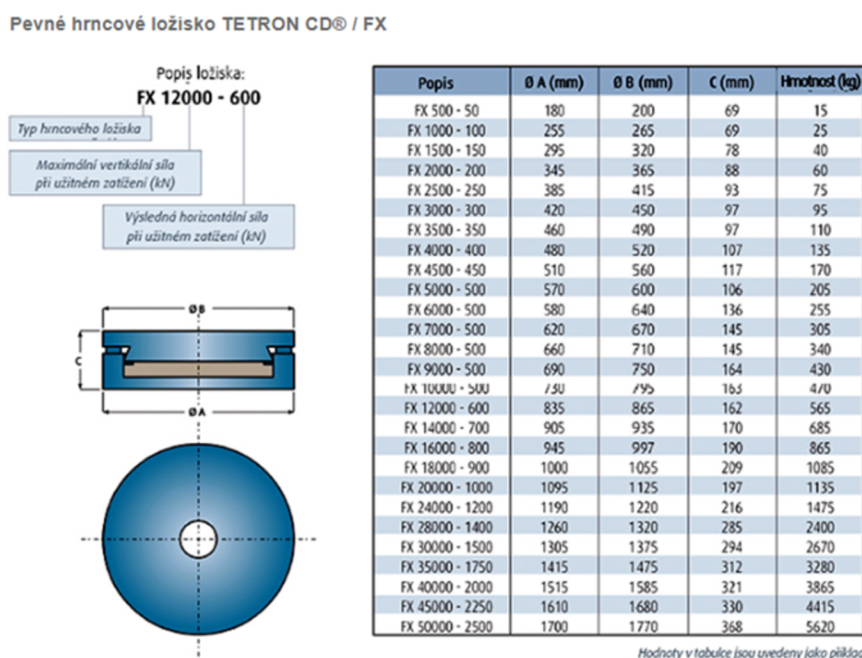 Pevné hrncové ložisko TETRON CD® / FX
Popis ložiska:
FX 12000 - 600
Typ hrncového ložiska
Maximální vertikální síla
při užitném zatížení (kN)
Výsledná horizontální síla
při užitném zatížení (kN)
Ø B
C
Ø A
Popis Ø A (mm) Ø B (mm) C (mm) Hmotnost (kg)
FX 500 - 50 180 200 69 15
FX 1000 - 100 255 265 69 25
FX 1500 - 150 295 320 78 40
FX 2000 - 200 345 365 88 60
FX 2500 - 250 385 415 93 75
FX 3000 - 300 420 450 97 95
FX 3500 - 350 460 490 97 110
FX 4000 - 400 480 520 107 135
FX 4500 - 450 510 560 117 170
FX 5000 - 500 570 600 106 205
FX 6000 - 500 580 640 136 255
FX 7000 - 500 620 670 145 305
FX 8000 - 500 660 710 145 340
FX 9000 - 500 690 750 164 430
FX 10000 - 500 730 795 163 470
FX 12000 - 600 835 865 162 565
FX 14000 - 700 905 935 170 685
FX 16000 - 800 945 997 190 865
FX 18000 - 900 1000 1055 209 1085
FX 20000 - 1000 1095 1125 197 1135
FX 24000 - 1200 1190 1220 216 1475
FX 28000 - 1400 1260 1320 285 2400
FX 30000 - 1500 1305 1375 294 2670
FX 35000 - 1750 1415 1475 312 3280
FX 40000 - 2000 1515 1585 321 3865
FX 45000 - 2250 1610 1680 330 4415
FX 50000 - 2500 1700 1770 368 5620
Hodnoty v tabulce jsou uvedeny jako příklad